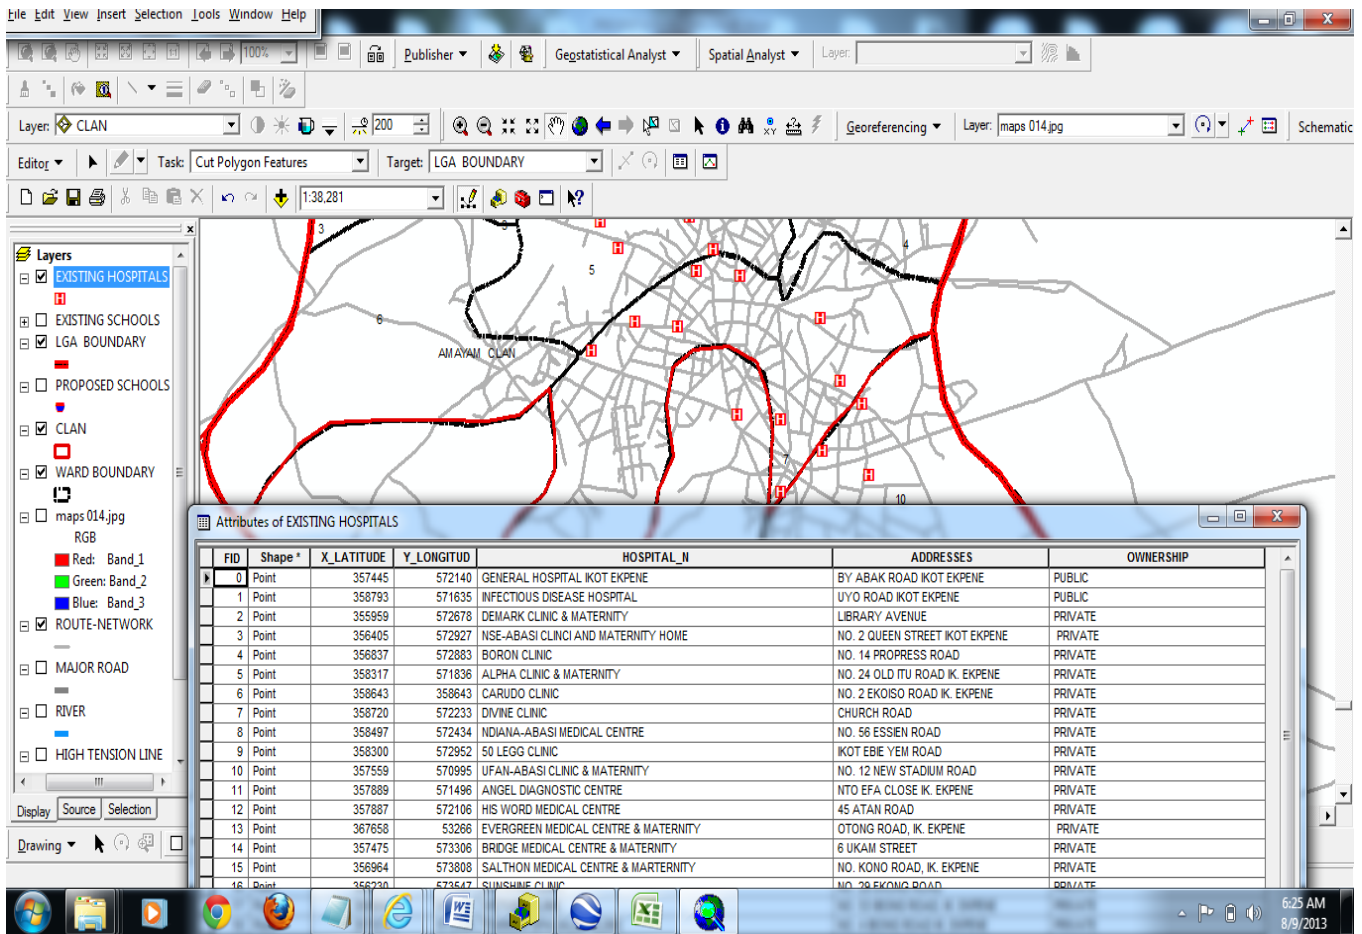 File Edit View Insert Selection Tools Window Help
100% Publisher Geostatistical Analyst Spatial Analyst Layer:
Layer: CLAN 200 Georeferencing Layer: maps 014.jpg Schematic
Editor Task: Cut Polygon Features Target: LGA BOUNDARY
1:38,281
Layers
EXISTING HOSPITALS
H
EXISTING SCHOOLS
LGA BOUNDARY
PROPOSED SCHOOLS
CLAN
WARD BOUNDARY
maps 014.jpg
RGB
Red: Band_1
Green: Band_2
Blue: Band_3
ROUTE-NETWORK
MAJOR ROAD
RIVER
HIGH TENSION LINE
Display Source Selection
Drawing
3
3
4
5
6
AMAYAM CLAN
7
10
Attributes of EXISTING HOSPITALS
FID Shape * X_LATITUDE Y_LONGITUD HOSPITAL_N ADDRESSES OWNERSHIP
0 Point 357445 572140 GENERAL HOSPITAL IKOT EKPENE BY ABAK ROAD IKOT EKPENE PUBLIC
1 Point 358793 571635 INFECTIOUS DISEASE HOSPITAL UYO ROAD IKOT EKPENE PUBLIC
2 Point 355959 572678 DEMARK CLINIC & MATERNITY LIBRARY AVENUE PRIVATE
3 Point 356405 572927 NSE-ABASI CLINCI AND MATERNITY HOME NO. 2 QUEEN STREET IKOT EKPENE PRIVATE
4 Point 356837 572883 BORON CLINIC NO. 14 PROPRESS ROAD PRIVATE
5 Point 358317 571836 ALPHA CLINIC & MATERNITY NO. 24 OLD ITU ROAD IK. EKPENE PRIVATE
6 Point 358643 358643 CARUDO CLINIC NO. 2 EKOISO ROAD IK. EKPENE PRIVATE
7 Point 358720 572233 DIVINE CLINIC CHURCH ROAD PRIVATE
8 Point 358497 572434 NDIANA-ABASI MEDICAL CENTRE NO. 56 ESSIEN ROAD PRIVATE
9 Point 358300 572952 50 LEGG CLINIC IKOT EBIE YEM ROAD PRIVATE
10 Point 357559 570995 UFAN-ABASI CLINIC & MATERNITY NO. 12 NEW STADIUM ROAD PRIVATE
11 Point 357889 571496 ANGEL DIAGNOSTIC CENTRE NTO EFA CLOSE IK. EKPENE PRIVATE
12 Point 357887 572106 HIS WORD MEDICAL CENTRE 45 ATAN ROAD PRIVATE
13 Point 367658 53266 EVERGREEN MEDICAL CENTRE & MATERNITY OTONG ROAD, IK. EKPENE PRIVATE
14 Point 357475 573306 BRIDGE MEDICAL CENTRE & MATERNITY 6 UKAM STREET PRIVATE
15 Point 356964 573808 SALTHON MEDICAL CENTRE & MARTERNITY NO. KONO ROAD, IK. EKPENE PRIVATE
16 Point 356230 573547 SUNSHINE CLINIC NO. 29 EKONG ROAD PRIVATE
6:25 AM
8/9/2013